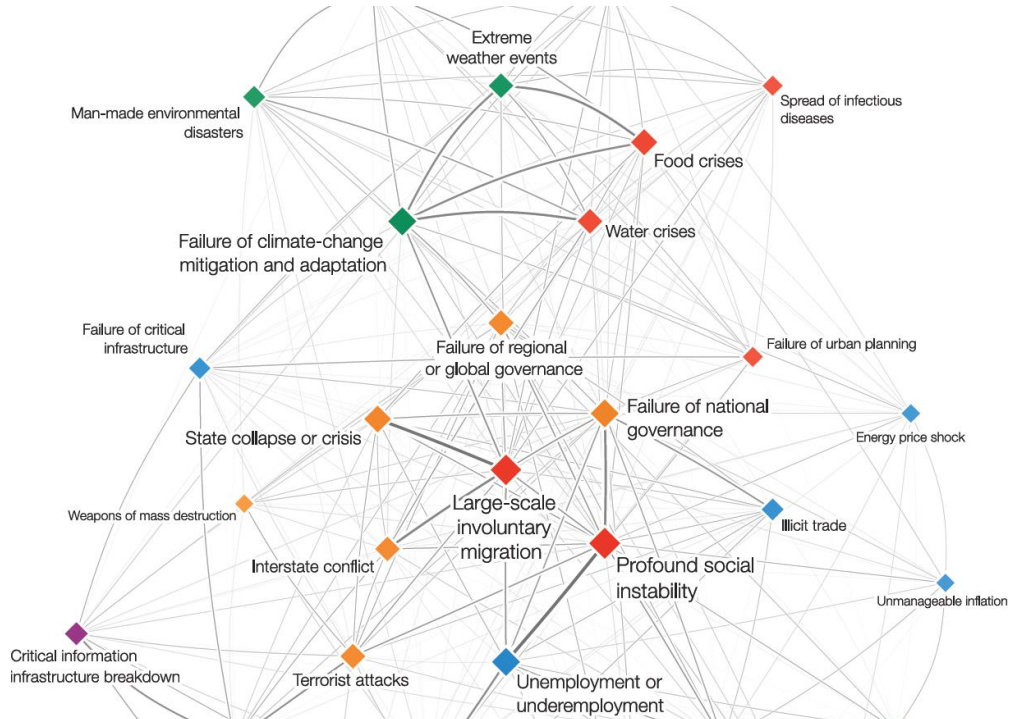 Extreme
weather events
Man-made environmental
disasters
Spread of infectious
diseases
Food crises
Water crises
Failure of climate-change
mitigation and adaptation
Failure of critical
infrastructure
Failure of regional
or global governance
Failure of urban planning
State collapse or crisis
Failure of national
governance
Energy price shock
Weapons of mass destruction
Large-scale
involuntary
migration
Illicit trade
Interstate conflict
Profound social
instability
Unmanageable inflation
Critical information
infrastructure breakdown
Terrorist attacks
Unemployment or
underemployment